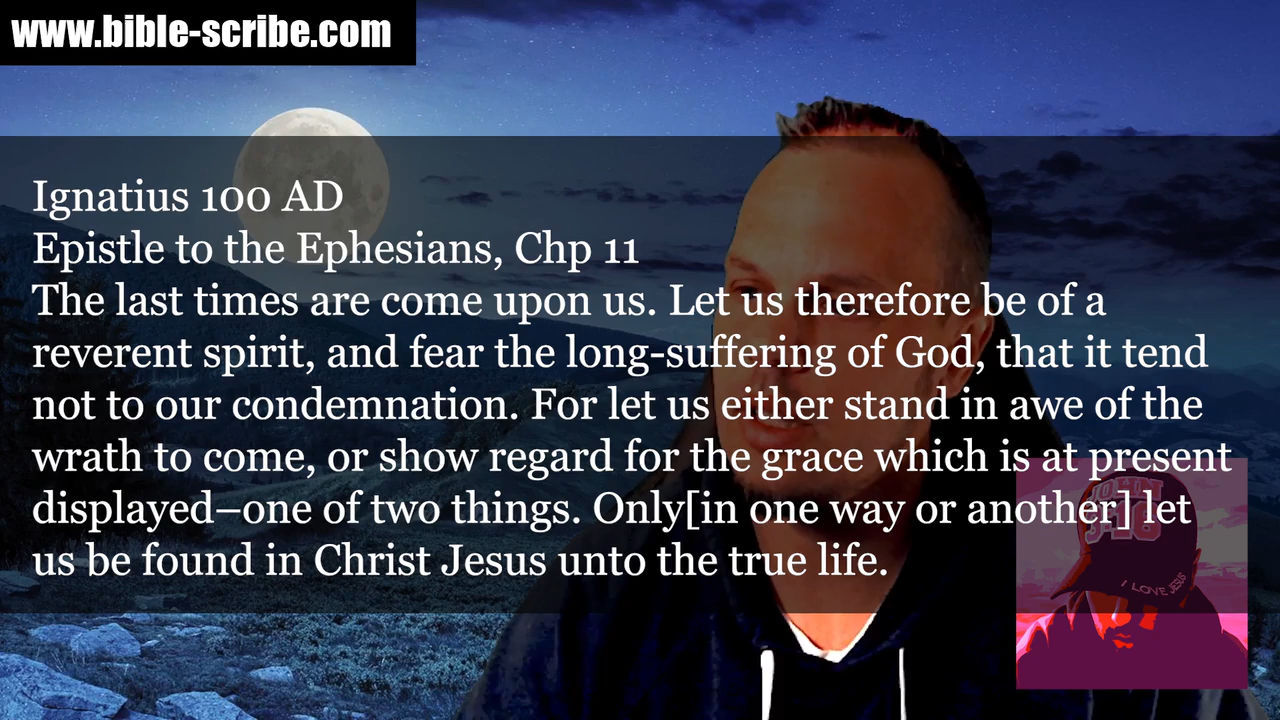 www.bible-scribe.com
Ignatius 100 AD
Epistle to the Ephesians, Chp 11
The last times are come upon us. Let us therefore be of a
reverent spirit, and fear the long-suffering of God, that it tend
not to our condemnation. For let us either stand in awe of the
wrath to come, or show regard for the grace which is at present
displayed–one of two things. Only[in one way or another] let
us be found in Christ Jesus unto the true life.
JOHN
I LOVE JESUS